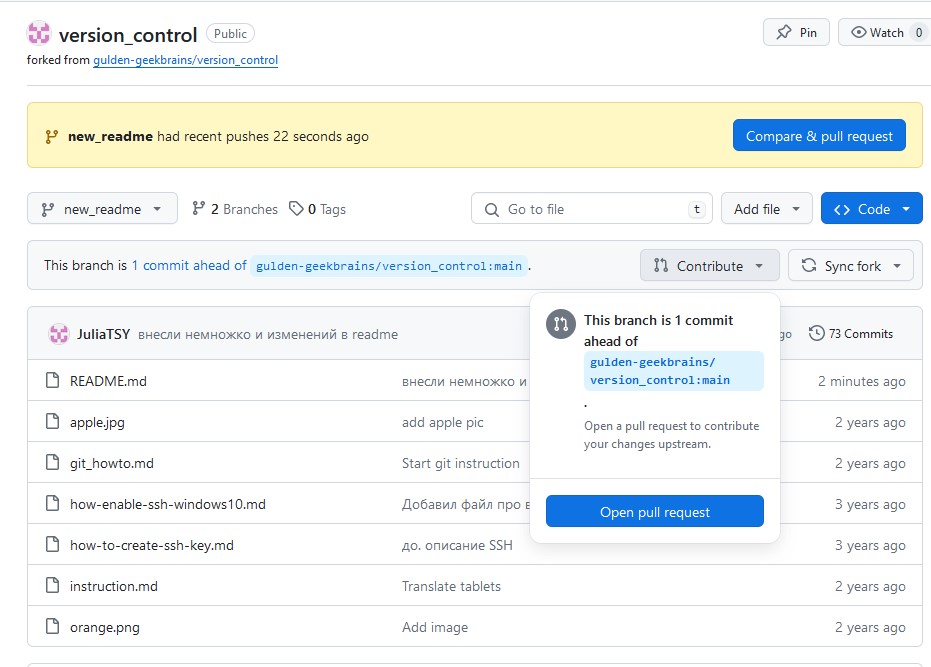 version_control Public Pin Watch 0
forked from gulden-geekbrains/version_control
new_readme had recent pushes 22 seconds ago Compare & pull request
new_readme 2 Branches 0 Tags Go to file t Add file Code
This branch is 1 commit ahead of gulden-geekbrains/version_control:main . Contribute Sync fork
This branch is 1 commit
ahead of
gulden-geekbrains/
version_control:main
.
Open a pull request to contribute
your changes upstream.
Open pull request
JuliaTSY внесли немножко и изменений в readme go 73 Commits
README.md внесли немножко и 2 minutes ago
apple.jpg add apple pic 2 years ago
git_howto.md Start git instruction 2 years ago
how-enable-ssh-windows10.md Добавил файл про в 3 years ago
how-to-create-ssh-key.md до. описание SSH 3 years ago
instruction.md Translate tablets 2 years ago
orange.png Add image 2 years ago